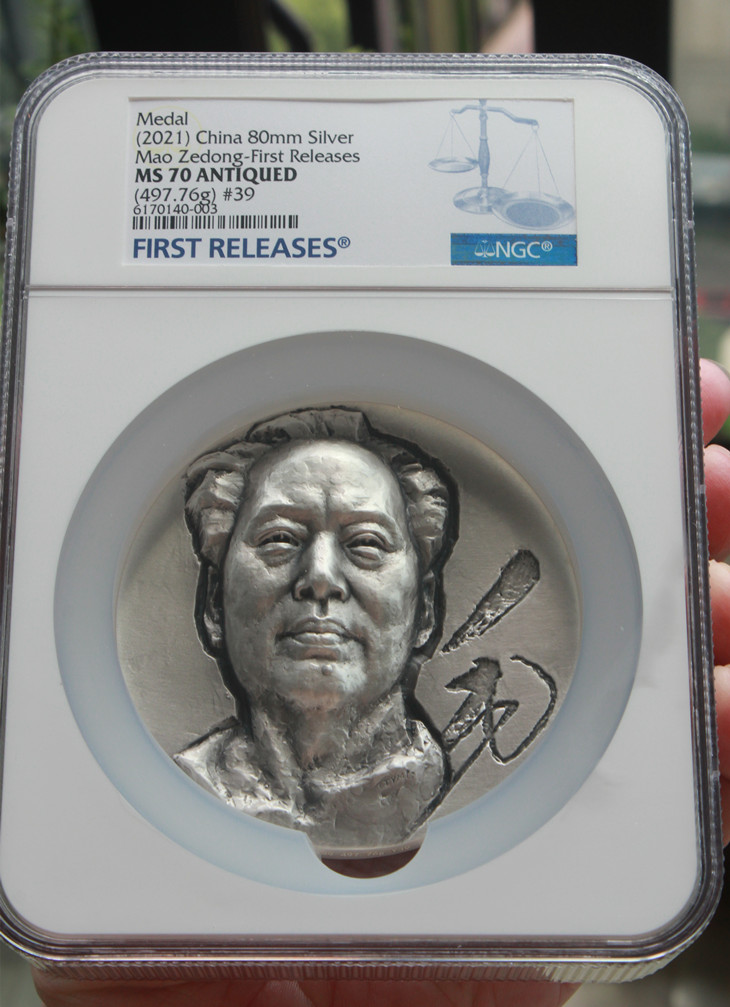 Medal
(2021) China 80mm Silver
Mao Zedong-First Releases
MS 70 ANTIQUED
(497.76g) #39
6170140-003
FIRST RELEASES®
NGC®